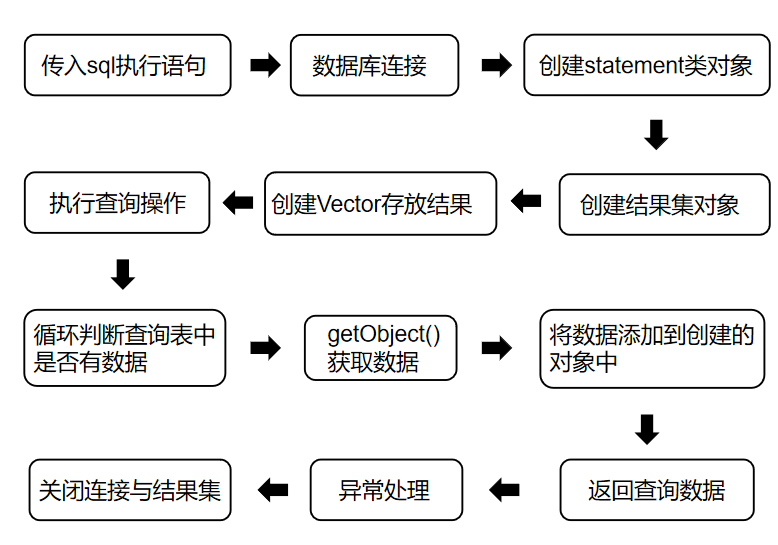 传入sql执行语句
数据库连接
创建statement类对象
执行查询操作
创建Vector存放结果
创建结果集对象
循环判断查询表中
是否有数据
getObject()
获取数据
将数据添加到创建的
对象中
关闭连接与结果集
异常处理
返回查询数据